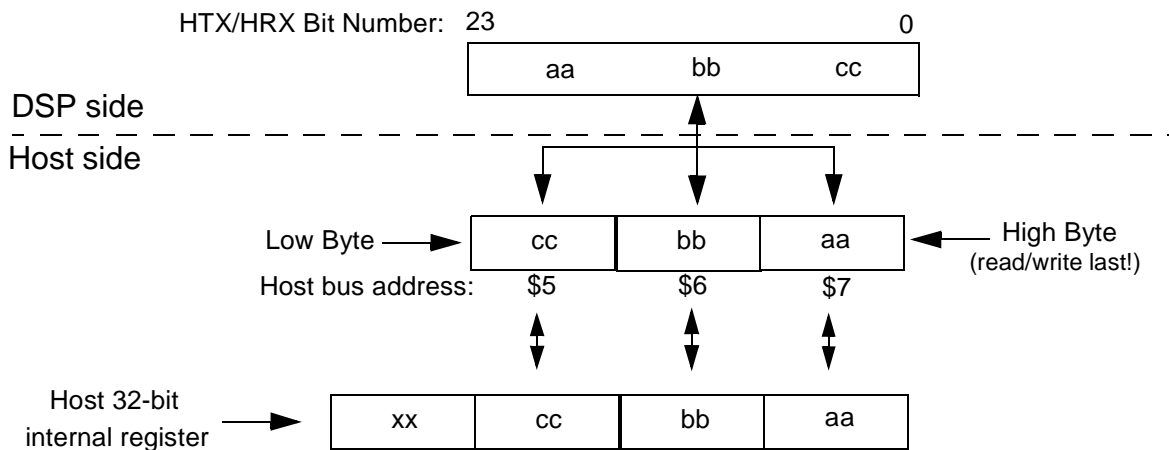 HTX/HRX Bit Number: 23 0
aa bb cc
DSP side
Host side
Low Byte cc bb aa High Byte
(read/write last!)
Host bus address: $5 $6 $7
Host 32-bit
internal register
xx cc bb aa